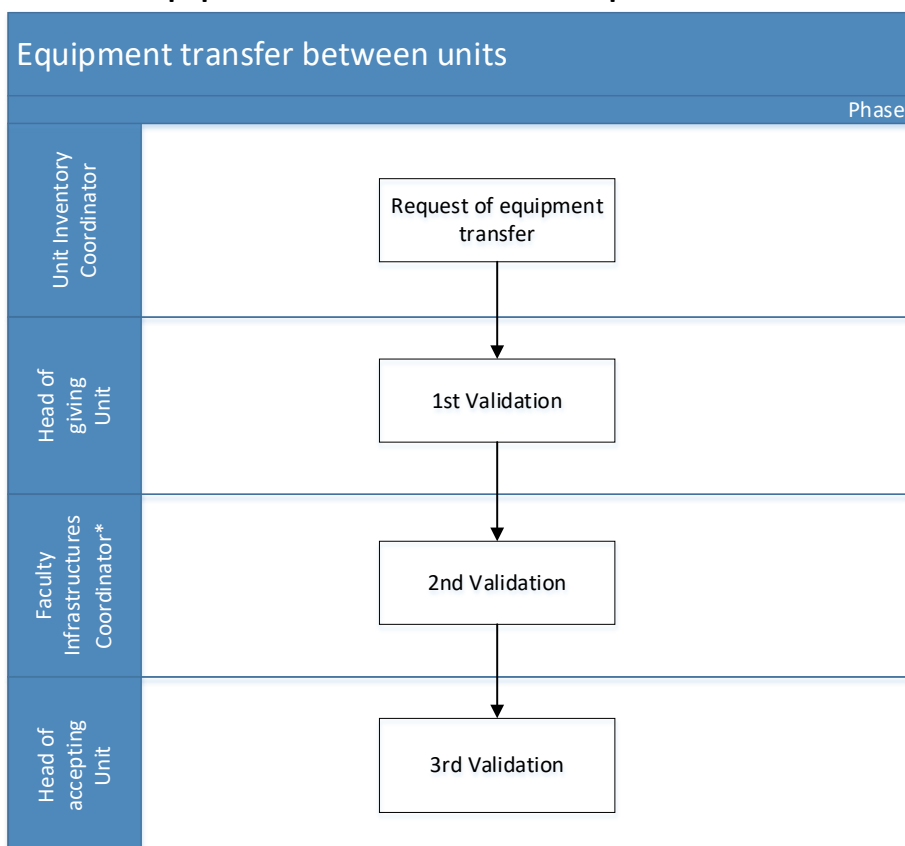 Equipment transfer between units
Phase
Unit Inventory
Coordinator
Request of equipment
transfer
Head of
giving
Unit
1st Validation
Faculty
Infrastructures
Coordinator*
2nd Validation
Head of
accepting
Unit
3rd Validation